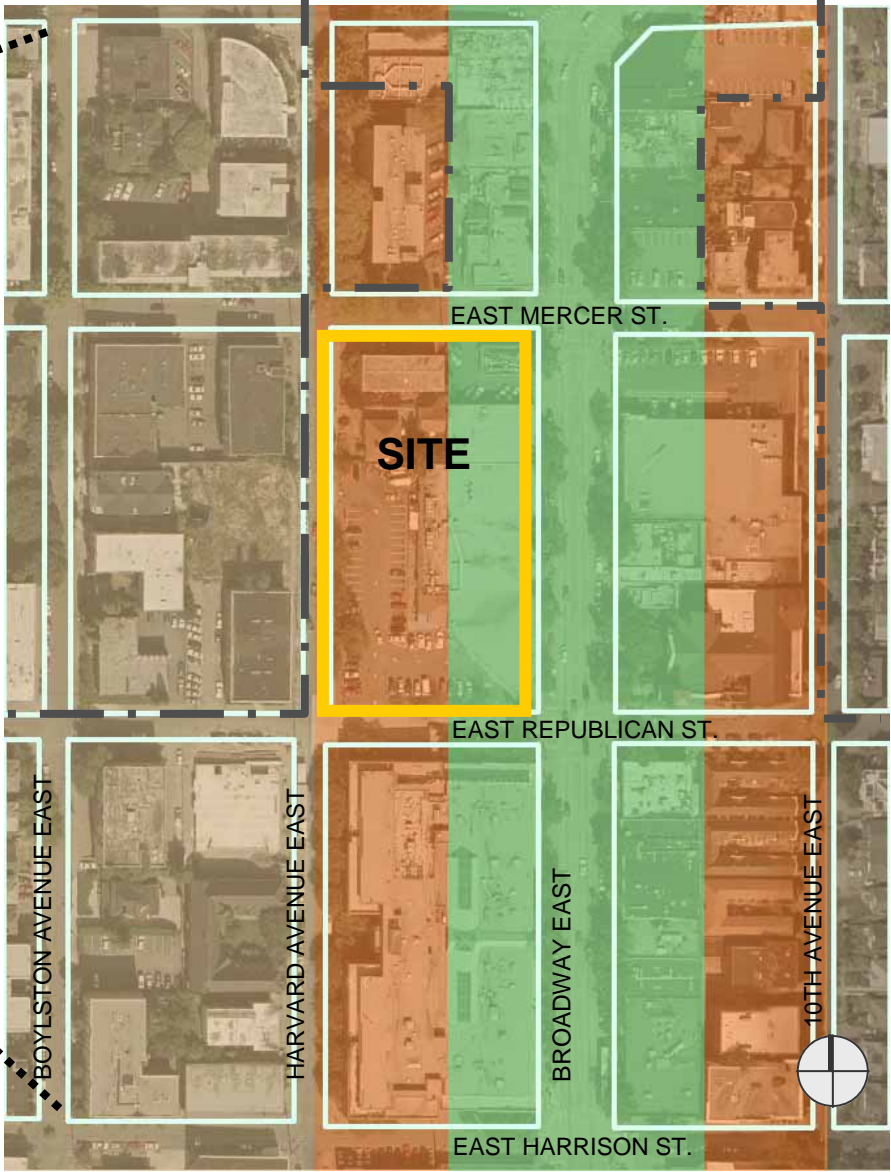 EAST MERCER ST.
SITE
EAST REPUBLICAN ST.
BOYLSTON AVENUE EAST
HARVARD AVENUE EAST
BROADWAY EAST
10TH AVENUE EAST
EAST HARRISON ST.